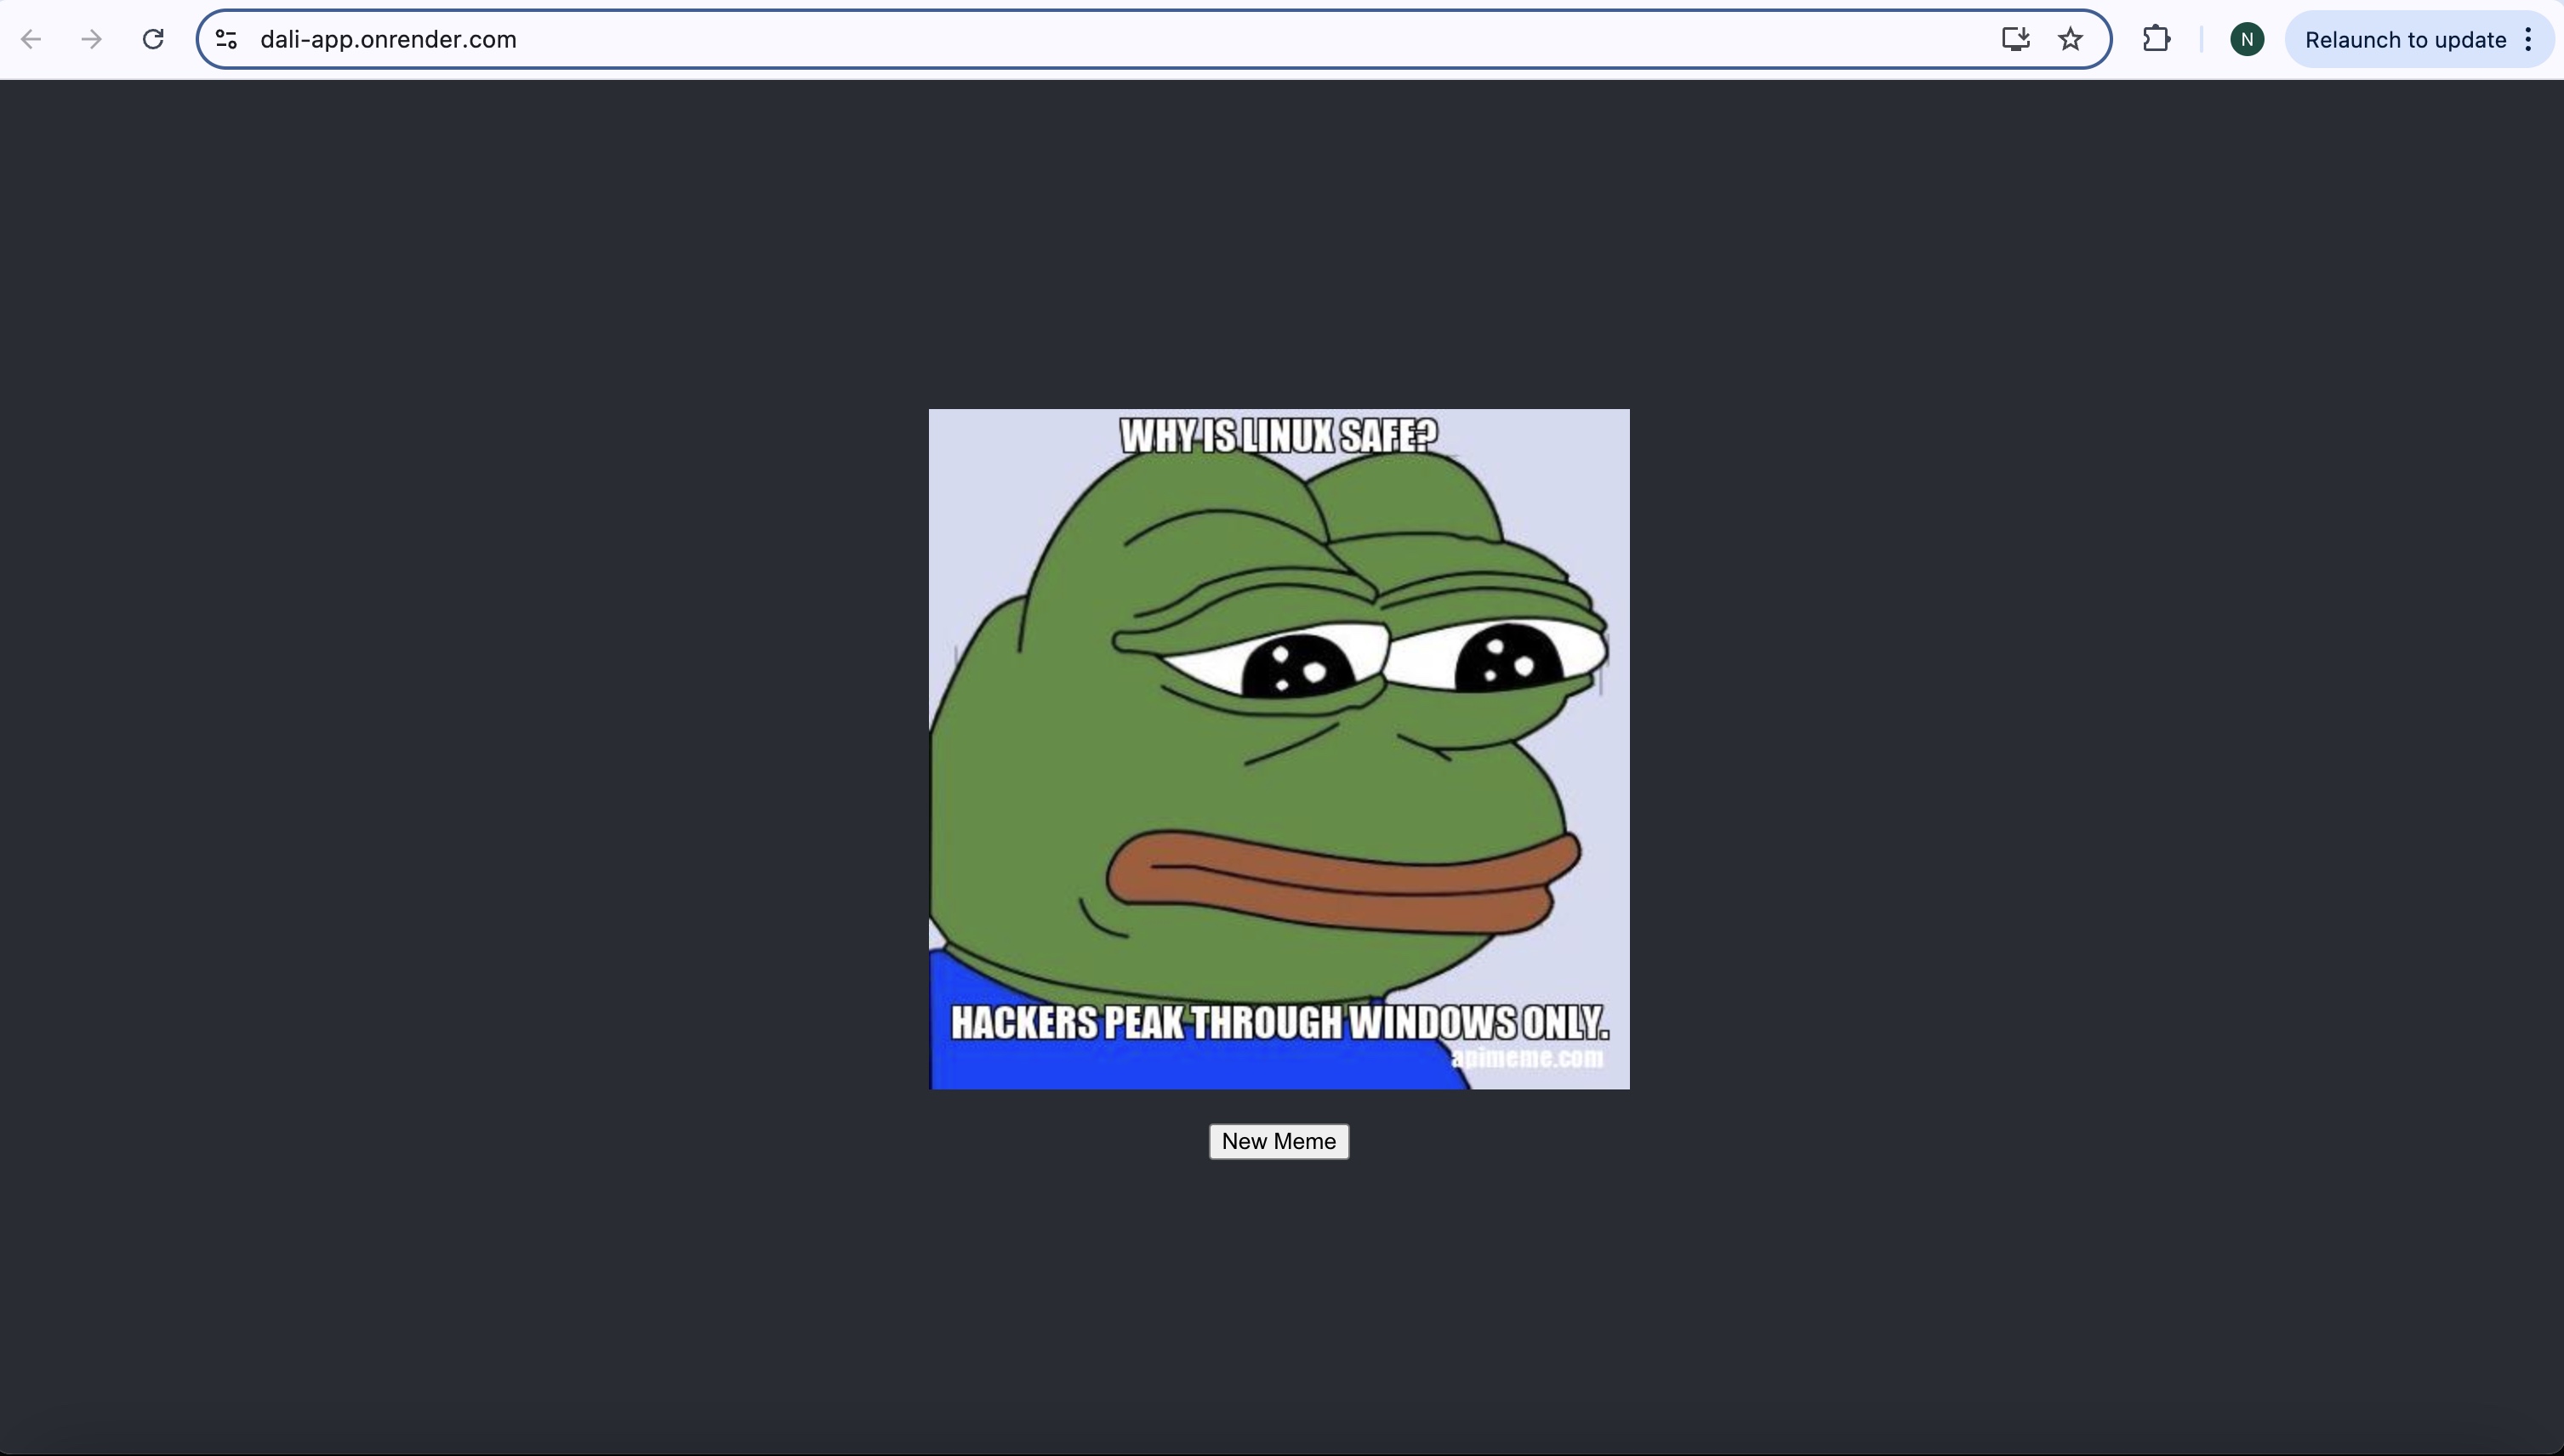 dali-app.onrender.com
N
Relaunch to update
WHY IS LINUX SAFE?
HACKERS PEAK THROUGH WINDOWS ONLY.
apimeme.com
New Meme